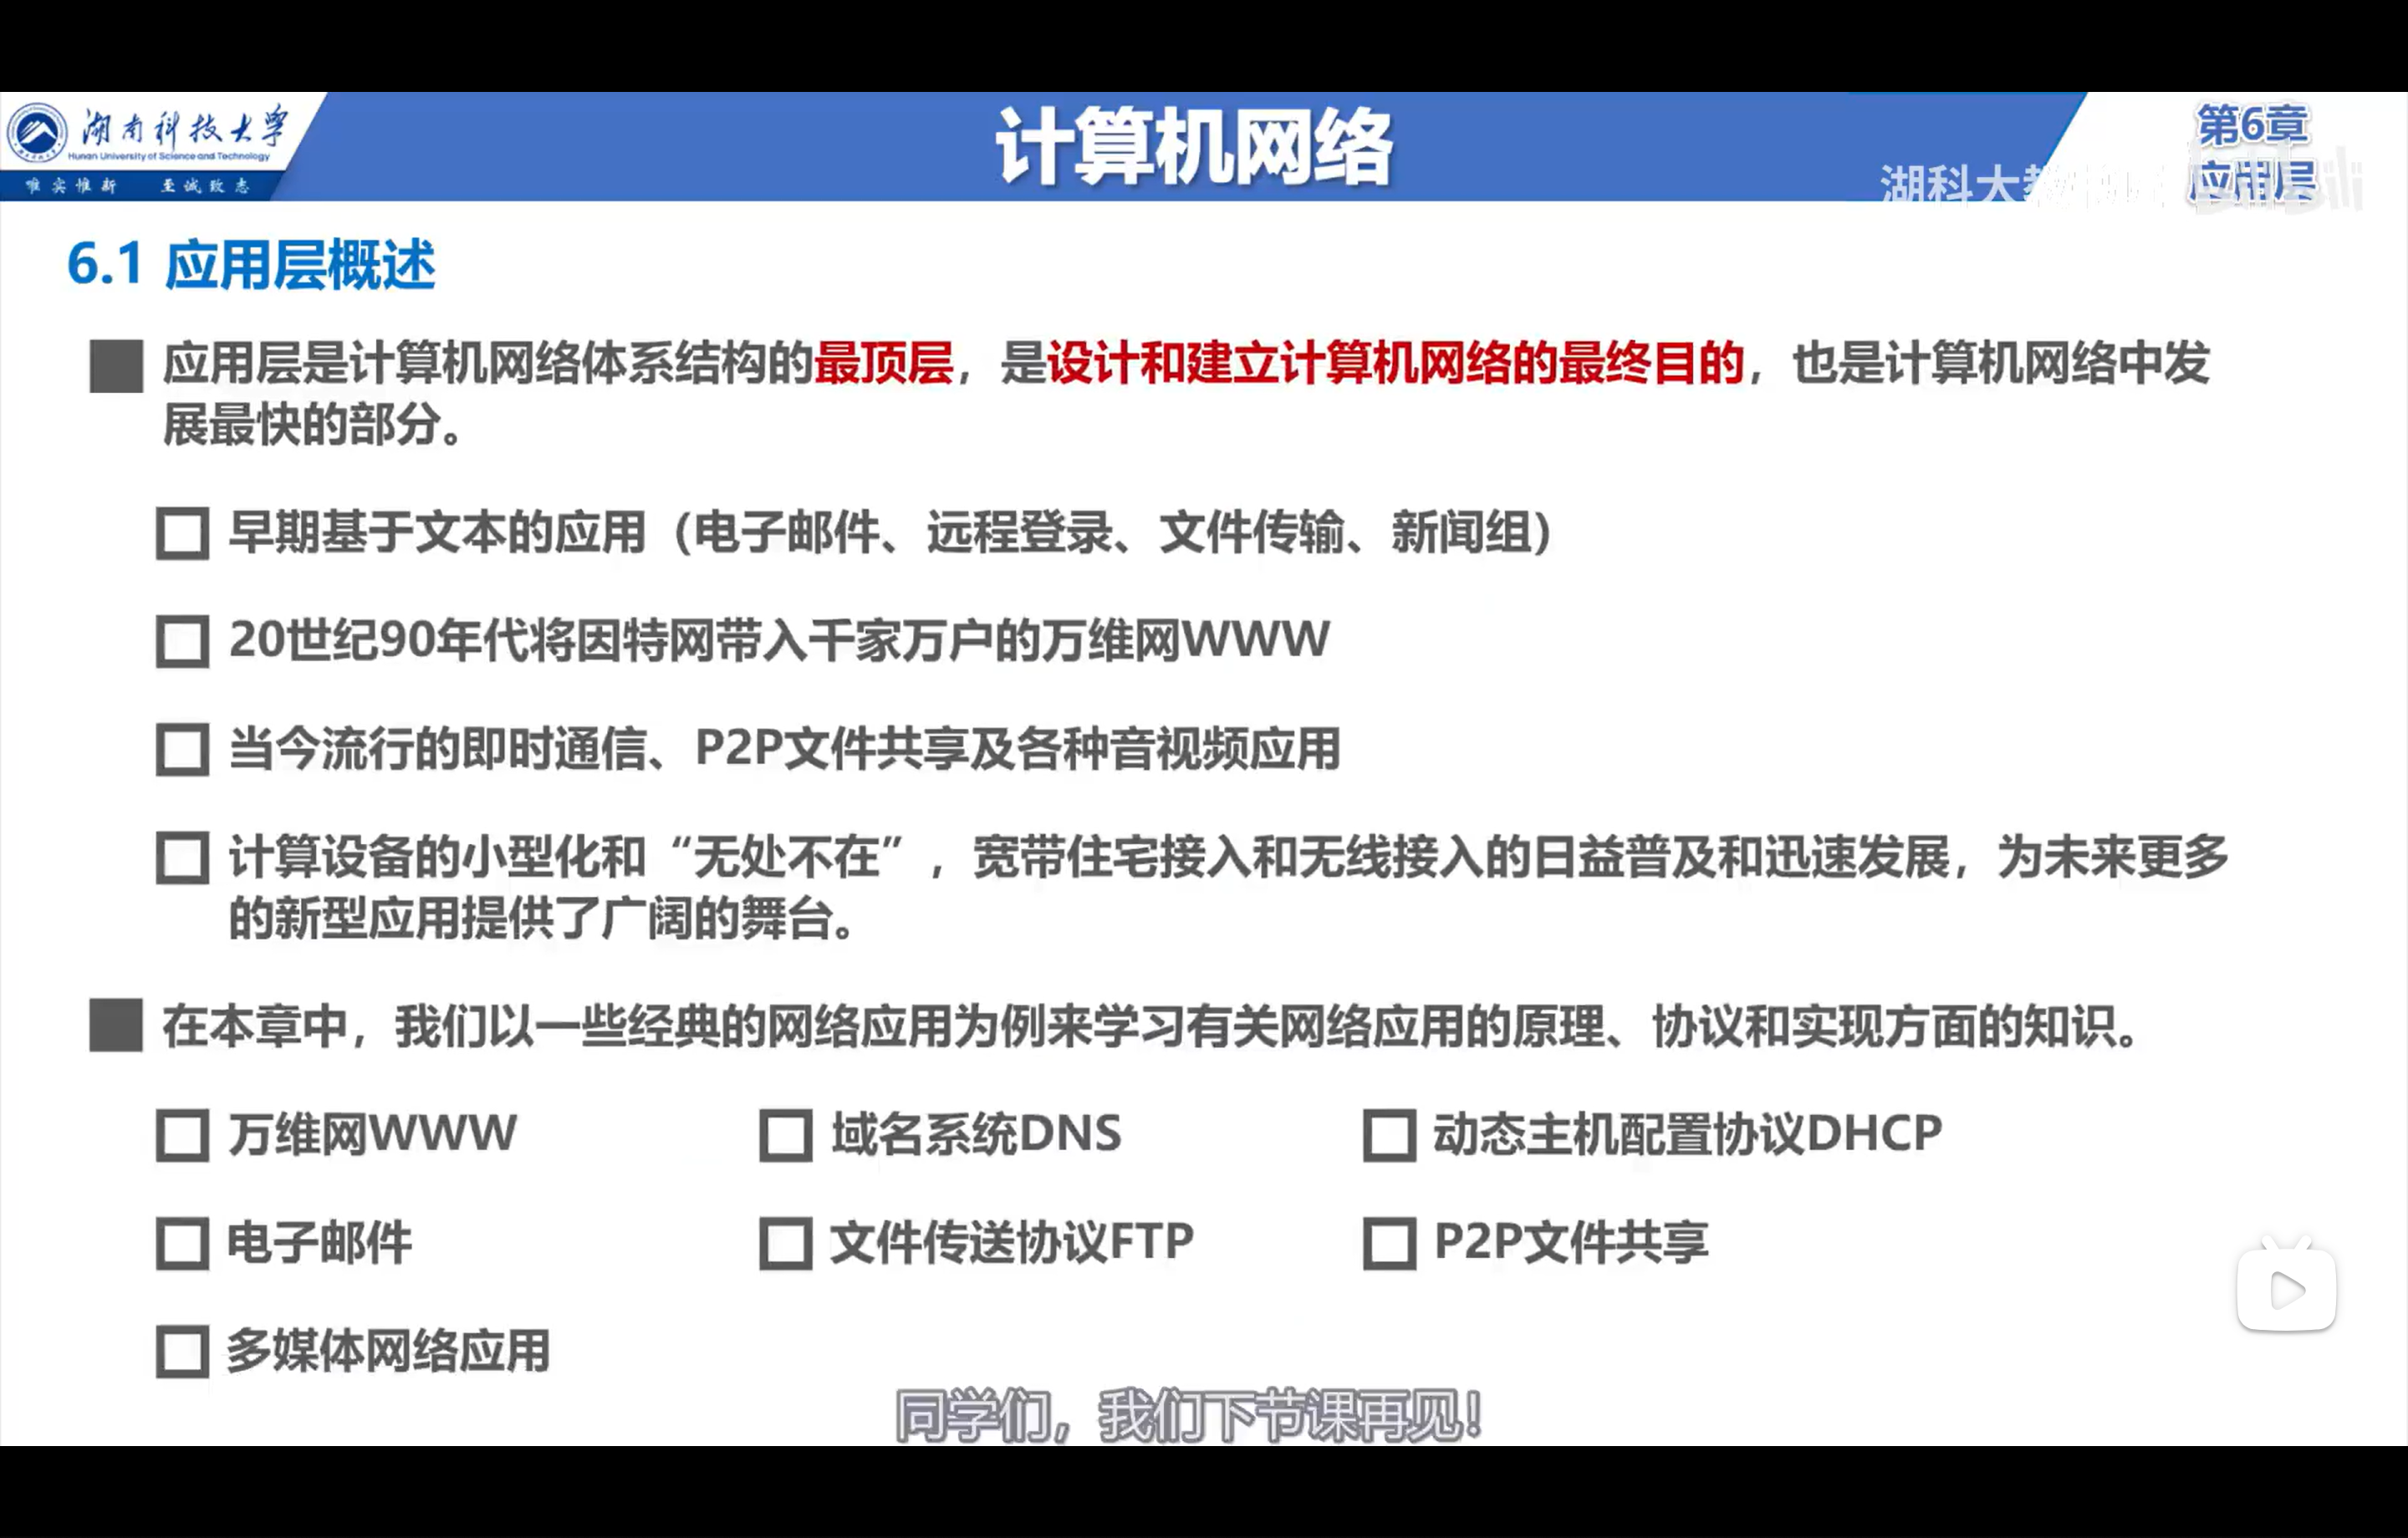 湖南科技大学
Hunan University of Science and Technology
唯实惟新 至诚致志
计算机网络
第6章
应用层
湖科大教
6.1 应用层概述
应用层是计算机网络体系结构的最顶层，是设计和建立计算机网络的最终目的，也是计算机网络中发
展最快的部分。
早期基于文本的应用（电子邮件、远程登录、文件传输、新闻组）
20世纪90年代将因特网带入千家万户的万维网WWW
当今流行的即时通信、P2P文件共享及各种音视频应用
计算设备的小型化和“无处不在”，宽带住宅接入和无线接入的日益普及和迅速发展，为未来更多
的新型应用提供了广阔的舞台。
在本章中，我们以一些经典的网络应用为例来学习有关网络应用的原理、协议和实现方面的知识。
万维网WWW 域名系统DNS 动态主机配置协议DHCP
电子邮件 文件传送协议FTP P2P文件共享
多媒体网络应用
同学们，我们下节课再见！